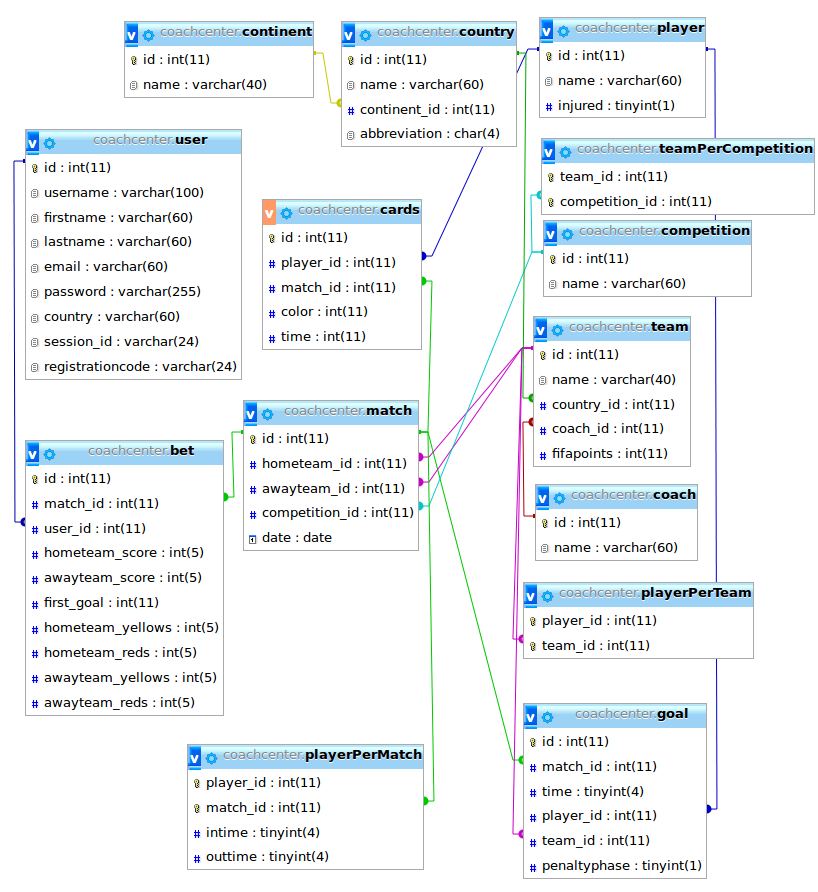 coachcenter.continent
id : int(11)
name : varchar(40)
coachcenter.country
id : int(11)
name : varchar(60)
continent_id : int(11)
abbreviation : char(4)
coachcenter.player
id : int(11)
name : varchar(60)
injured : tinyint(1)
coachcenter.user
id : int(11)
username : varchar(100)
firstname : varchar(60)
lastname : varchar(60)
email : varchar(60)
password : varchar(255)
country : varchar(60)
session_id : varchar(24)
registrationcode : varchar(24)
coachcenter.cards
id : int(11)
player_id : int(11)
match_id : int(11)
color : int(11)
time : int(11)
coachcenter.teamPerCompetition
team_id : int(11)
competition_id : int(11)
coachcenter.competition
id : int(11)
name : varchar(60)
coachcenter.team
id : int(11)
name : varchar(40)
country_id : int(11)
coach_id : int(11)
fifapoints : int(11)
coachcenter.match
id : int(11)
hometeam_id : int(11)
awayteam_id : int(11)
competition_id : int(11)
date : date
coachcenter.bet
id : int(11)
match_id : int(11)
user_id : int(11)
hometeam_score : int(5)
awayteam_score : int(5)
first_goal : int(11)
hometeam_yellows : int(5)
hometeam_reds : int(5)
awayteam_yellows : int(5)
awayteam_reds : int(5)
coachcenter.coach
id : int(11)
name : varchar(60)
coachcenter.playerPerTeam
player_id : int(11)
team_id : int(11)
coachcenter.goal
id : int(11)
match_id : int(11)
time : tinyint(4)
player_id : int(11)
team_id : int(11)
penaltyphase : tinyint(1)
coachcenter.playerPerMatch
player_id : int(11)
match_id : int(11)
intime : tinyint(4)
outtime : tinyint(4)